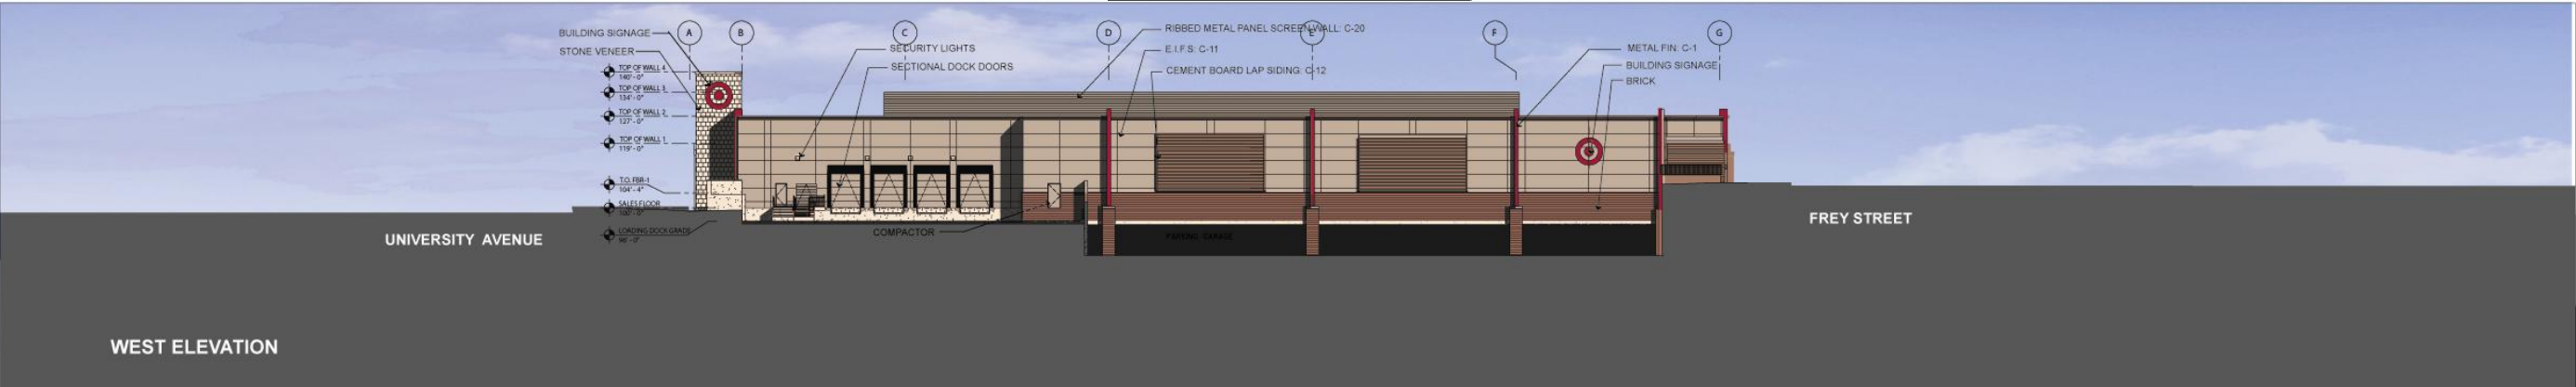 BUILDING SIGNAGE
STONE VENEER
A
B
C
D
E
F
G
SECURITY LIGHTS
SECTIONAL DOCK DOORS
RIBBED METAL PANEL SCREEN WALL: C-20
E.I.F.S: C-11
CEMENT BOARD LAP SIDING: C-12
METAL FIN: C-1
BUILDING SIGNAGE
BRICK
TOP OF WALL 4
140'- 0"
TOP OF WALL 3
134'- 0"
TOP OF WALL 2
127'- 0"
TOP OF WALL 1
119'- 0"
T.O. FBR-1
104'- 4"
SALES FLOOR
100'- 0"
LOADING DOCK GRADE
96'- 0"
COMPACTOR
PARKING GARAGE
UNIVERSITY AVENUE
FREY STREET
WEST ELEVATION